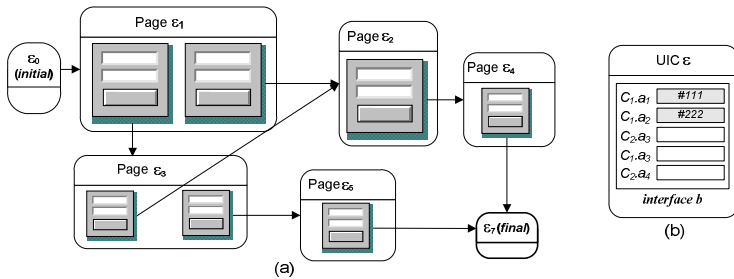 Page ε₁
ε₀
(initial)
Page ε₂
Page ε₄
Page ε₃
Page ε₅
ε₇ (final)
(a)
UIC ε
C₁.a₁ #111
C₁.a₂ #222
C₂.a₃
C₁.a₃
C₂.a₄
interface b
(b)